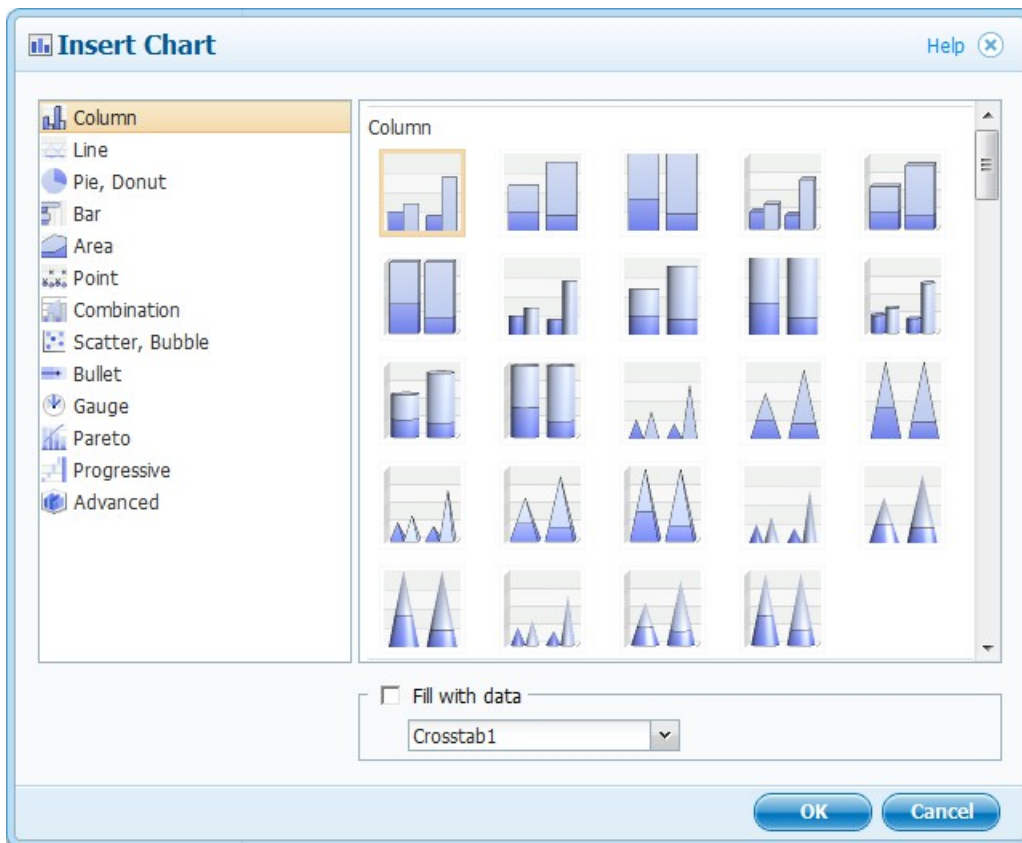 Insert Chart
Help
Column
Line
Pie, Donut
Bar
Area
Point
Combination
Scatter, Bubble
Bullet
Gauge
Pareto
Progressive
Advanced
Column
Fill with data
Crosstab1
OK
Cancel